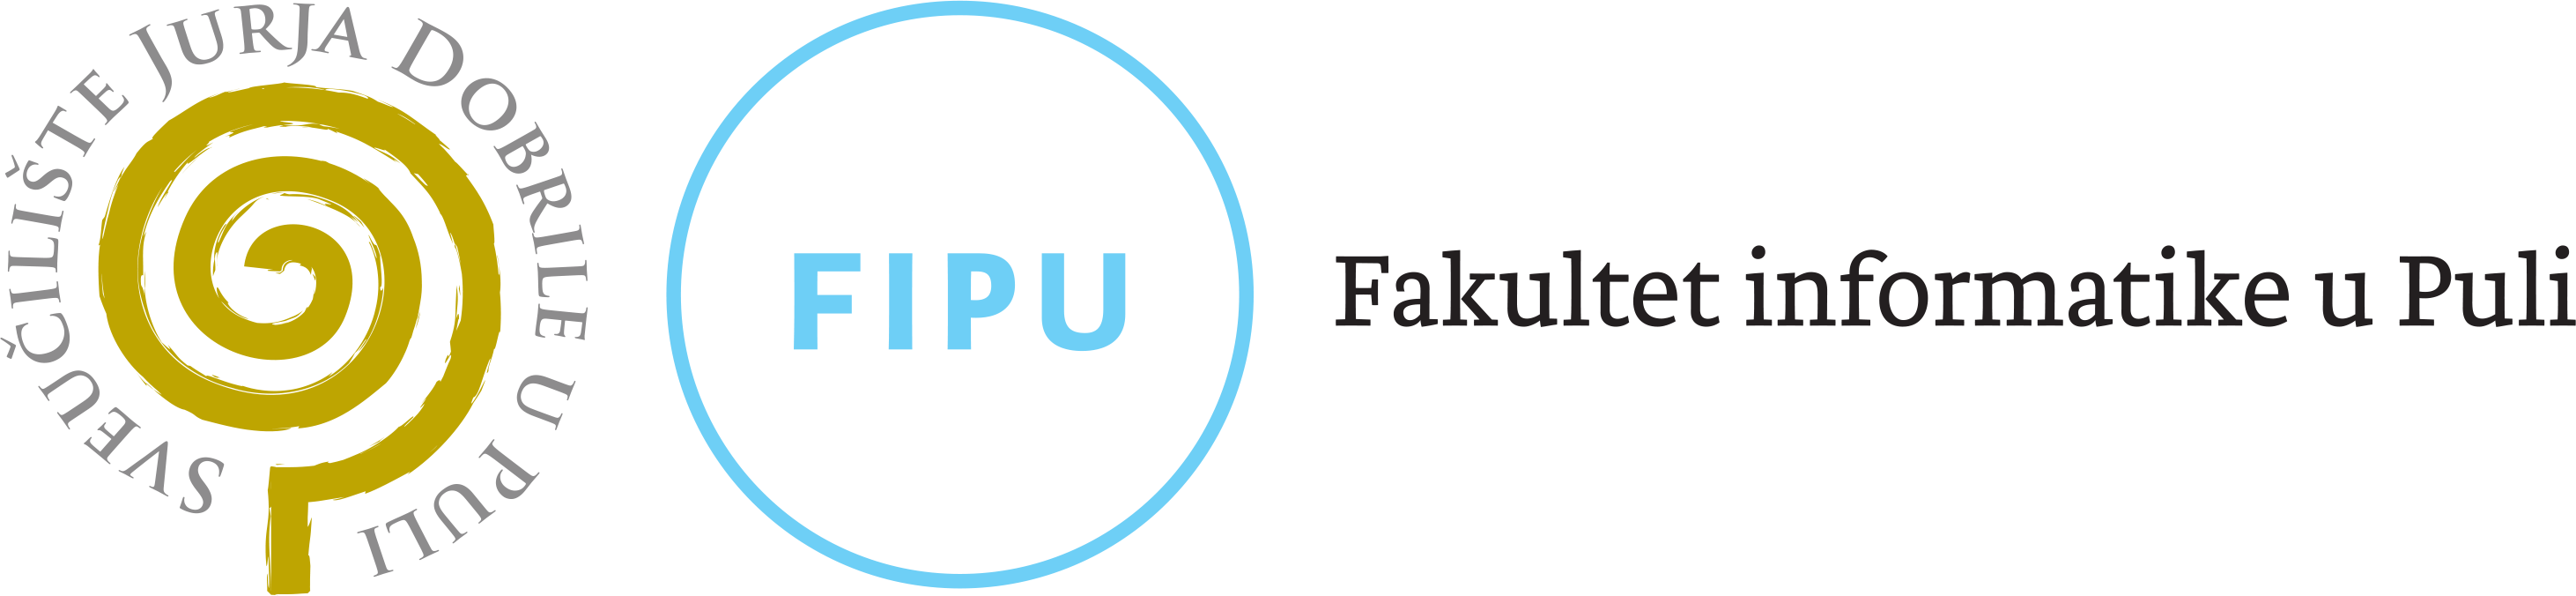 Sveučilište Jurja Dobrile u Puli
FIPU
Fakultet informatike u Puli